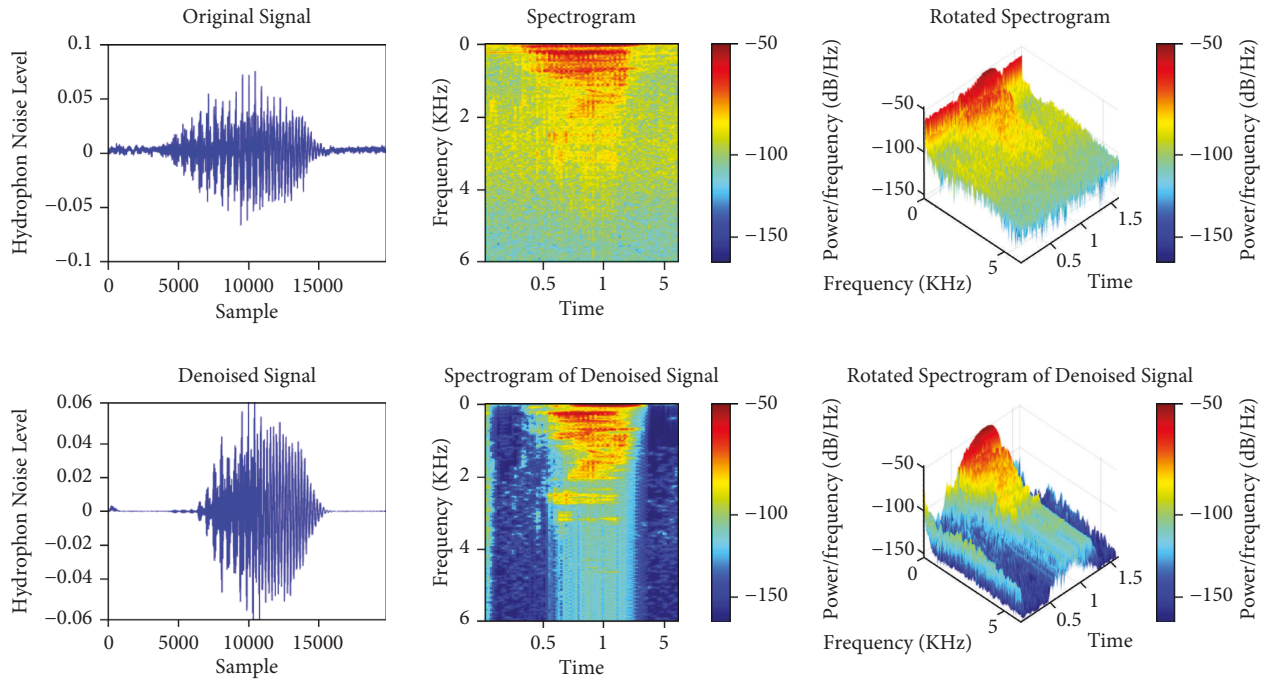 Original Signal
Hydrophon Noise Level
0.1
0.05
0
−0.05
−0.1
0 5000 10000 15000
Sample
Spectrogram
Frequency (KHz)
0
2
4
6
0.5 1 5
Time
−50
−100
−150
Rotated Spectrogram
Power/frequency (dB/Hz)
−50
−100
−150
0
5
Frequency (KHz)
0.5
1
1.5
Time
Power/frequency (dB/Hz)
−50
−100
−150
Denoised Signal
Hydrophon Noise Level
0.06
0.04
0.02
0
−0.02
−0.04
−0.06
0 5000 10000 15000
Sample
Spectrogram of Denoised Signal
Frequency (KHz)
0
2
4
6
0.5 1 5
Time
−50
−100
−150
Rotated Spectrogram of Denoised Signal
Power/frequency (dB/Hz)
−50
−100
−150
0
5
Frequency (KHz)
0.5
1
1.5
Time
Power/frequency (dB/Hz)
−50
−100
−150